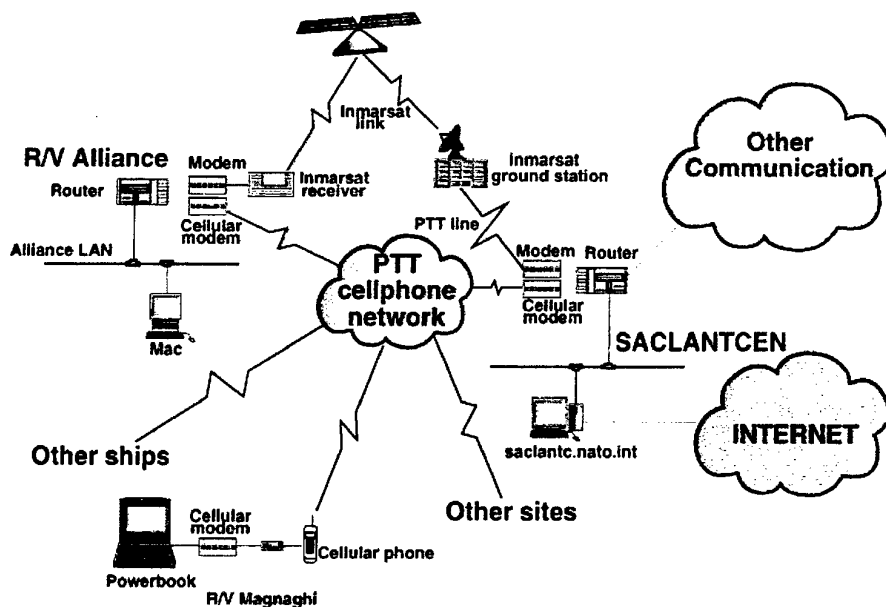 Inmarsat
link
R/V Alliance
Modem
Router
Inmarsat
receiver
Cellular
modem
Alliance LAN
Mac
inmarsat
ground station
PTT line
Other
Communication
Modem
Router
Cellular
modem
PTT
cellphone
network
SACLANTCEN
saclantc.nato.int
INTERNET
Other ships
Other sites
Cellular
modem
Powerbook
Cellular phone
R/V Magnaghi